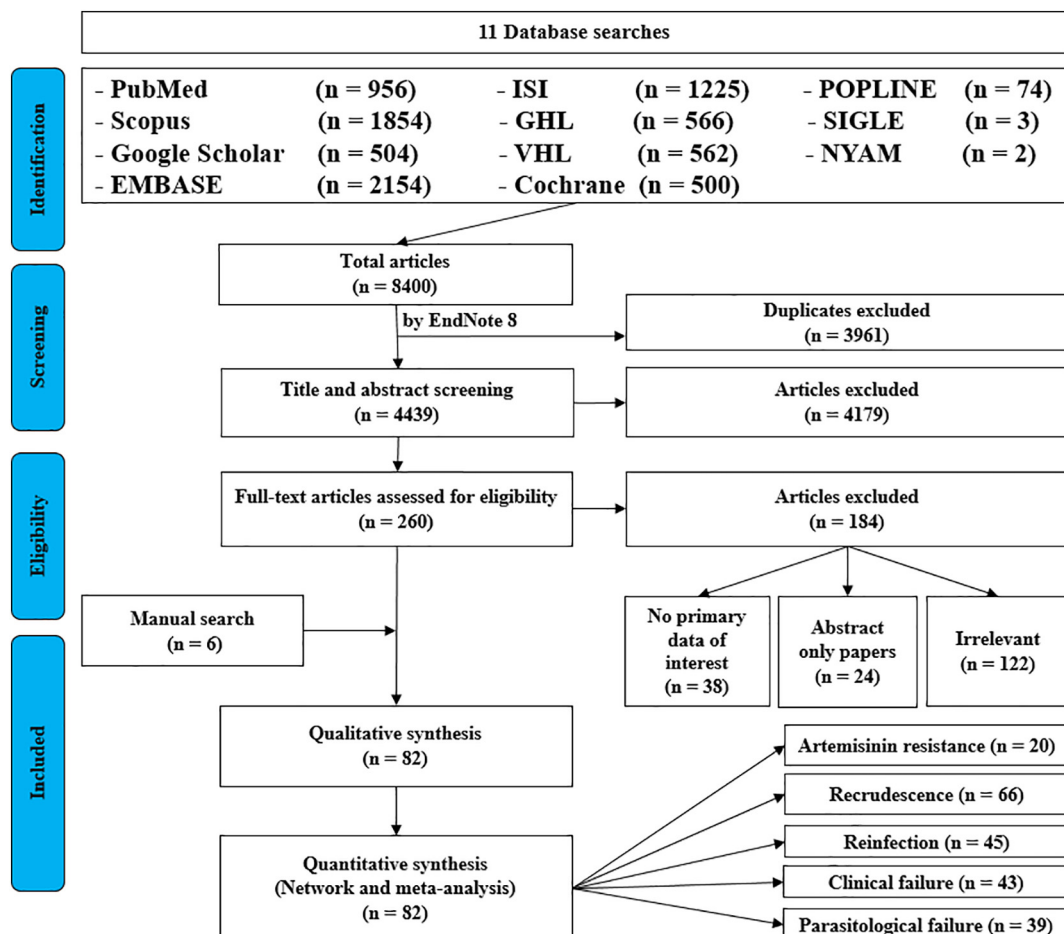 11 Database searches
Identification
- PubMed (n = 956) - ISI (n = 1225) - POPLINE (n = 74)
- Scopus (n = 1854) - GHL (n = 566) - SIGLE (n = 3)
- Google Scholar (n = 504) - VHL (n = 562) - NYAM (n = 2)
- EMBASE (n = 2154) - Cochrane (n = 500)
Screening
Total articles
(n = 8400)
by EndNote 8
Duplicates excluded
(n = 3961)
Title and abstract screening
(n = 4439)
Articles excluded
(n = 4179)
Eligibility
Full-text articles assessed for eligibility
(n = 260)
Articles excluded
(n = 184)
No primary
data of
interest
(n = 38)
Abstract
only papers
(n = 24)
Irrelevant
(n = 122)
Manual search
(n = 6)
Included
Qualitative synthesis
(n = 82)
Quantitative synthesis
(Network and meta-analysis)
(n = 82)
Artemisinin resistance (n = 20)
Recrudescence (n = 66)
Reinfection (n = 45)
Clinical failure (n = 43)
Parasitological failure (n = 39)